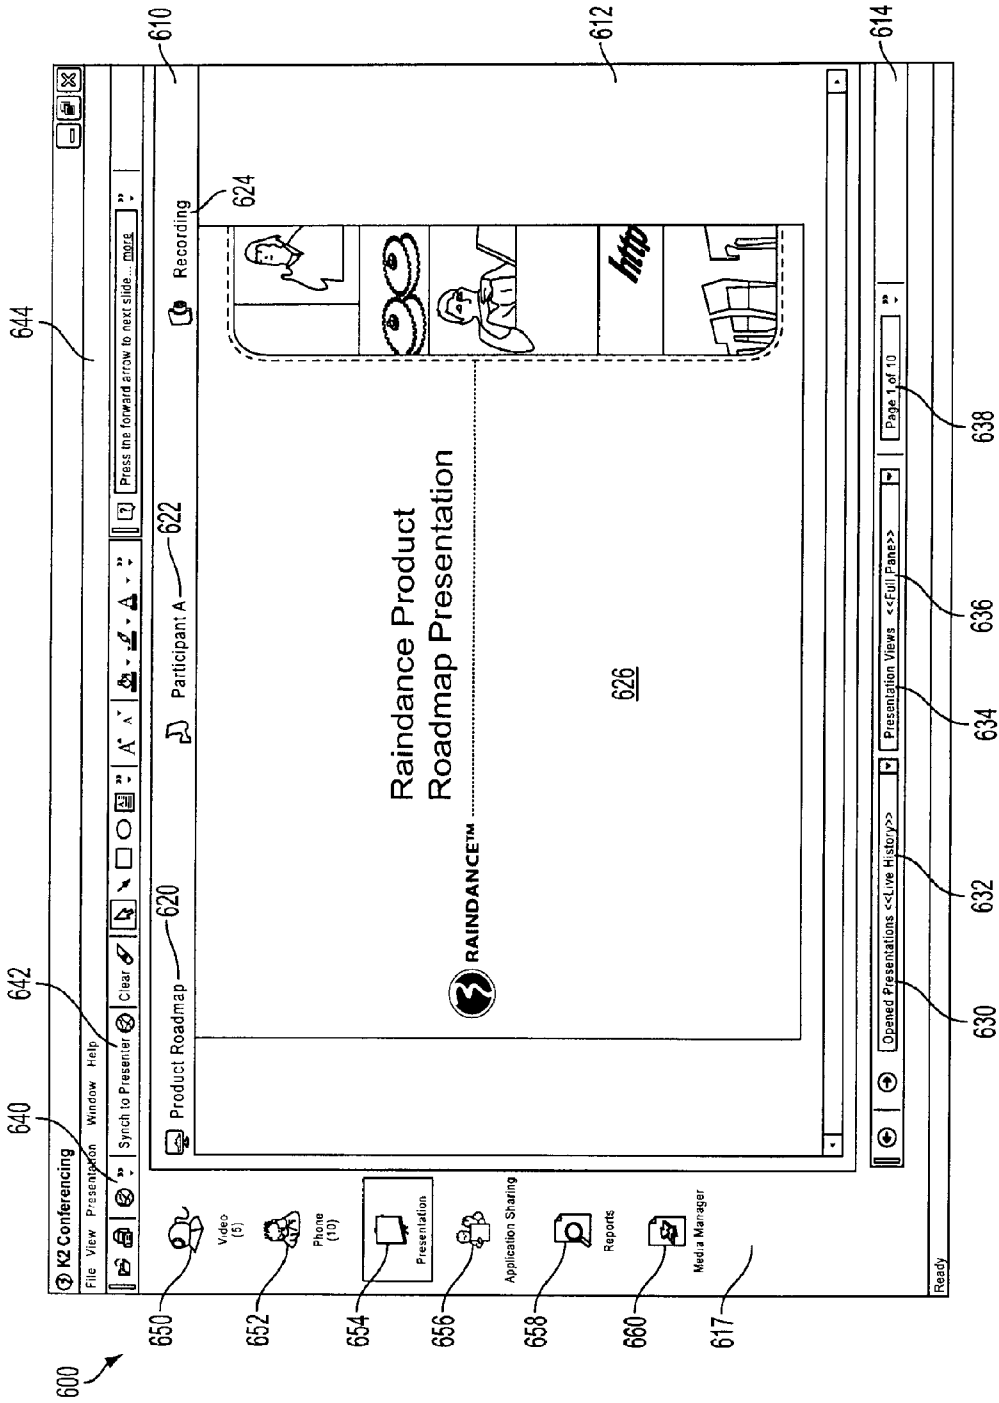 600
640
642
644
610
612
614
K2 Conferencing
File View Presentation Window Help
» Synch to Presenter Clear » A A A » ? Press the forward arrow to next slide... more »
Product Roadmap
620
Participant A
622
Recording
624
650
Video
(5)
652
Phone
(10)
654
Presentation
656
Application Sharing
658
Reports
660
Media Manager
617
Raindance Product
Roadmap Presentation
RAINDANCE™
http
626
Opened Presentations <<Live History>>
Presentation Views <<Full Pane>>
Page 1 of 10 »
Ready
630
632
634
636
638